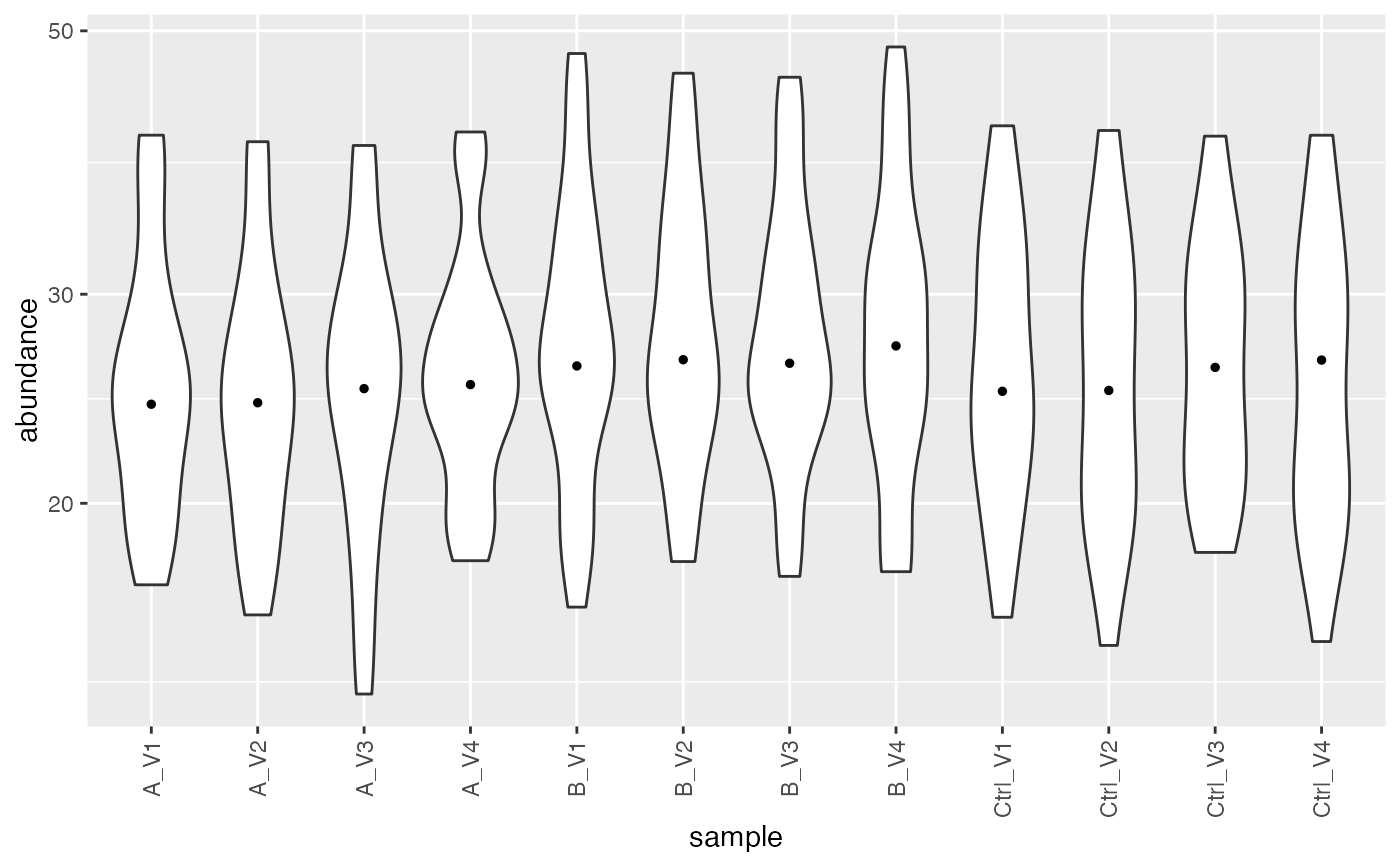 50
30
20
abundance
A_V1
A_V2
A_V3
A_V4
B_V1
B_V2
B_V3
B_V4
Ctrl_V1
Ctrl_V2
Ctrl_V3
Ctrl_V4
sample